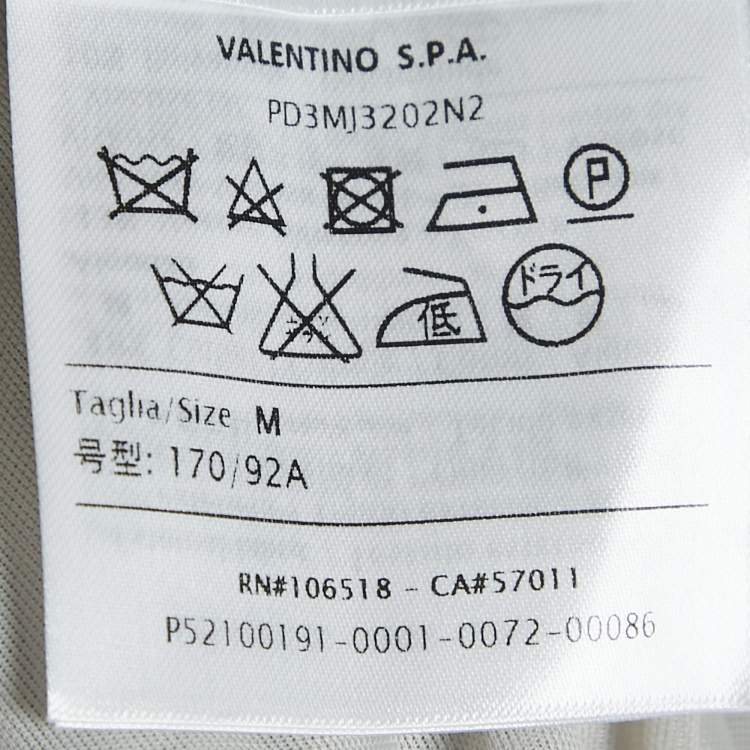 VALENTINO S.P.A.
PD3MJ3202N2
P
低 ドライ
Taglia/Size M
号型: 170/92A
RN#106518 - CA#57011
P52100191-0001-0072-00086